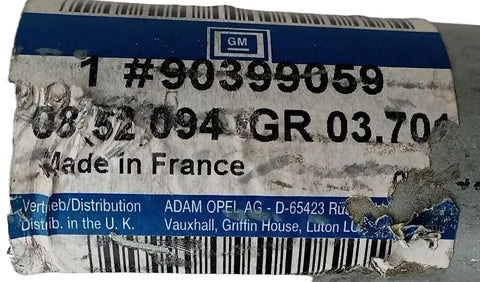 GM
1 #90399059
08 52 094 GR 03.701
Made in France
Vertrieb/Distribution ADAM OPEL AG - D-65423
Distrib. in the U. K. Vauxhall, Griffin House, Luton